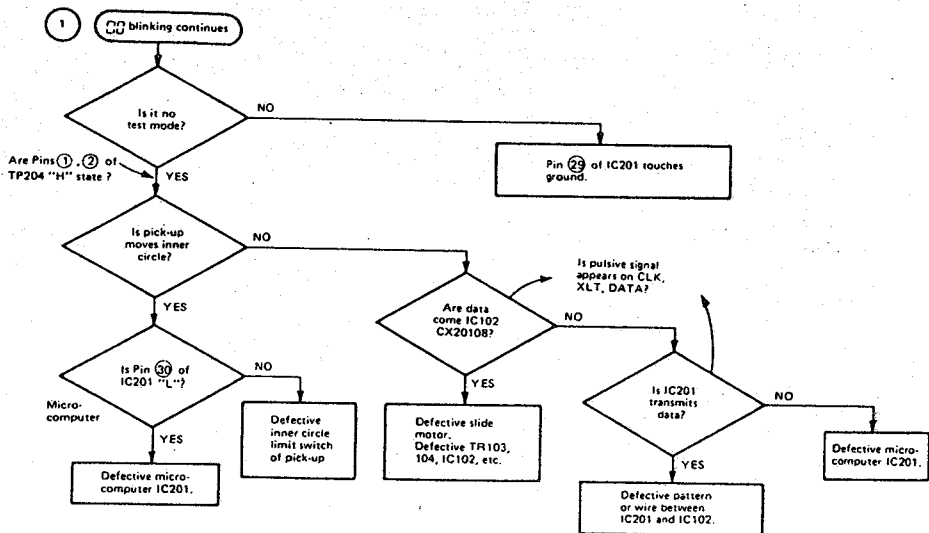 1
00 blinking continues
Is it no
test mode?
NO
Pin 29 of IC201 touches
ground.
Are Pins 1 , 2 of
TP204 "H" state ?
YES
Is pick-up
moves inner
circle?
NO
Is pulsive signal
appears on CLK,
XLT, DATA?
YES
Are data
come IC102
CX20108?
NO
Is Pin 30 of
IC201 "L"?
NO
Micro-
computer
YES
Defective micro-
computer IC201.
Defective
inner circle
limit switch
of pick-up
YES
Defective slide
motor.
Defective TR103,
104, IC102, etc.
Is IC201
transmits
data?
NO
Defective micro-
computer IC201.
YES
Defective pattern
or wire between
IC201 and IC102.